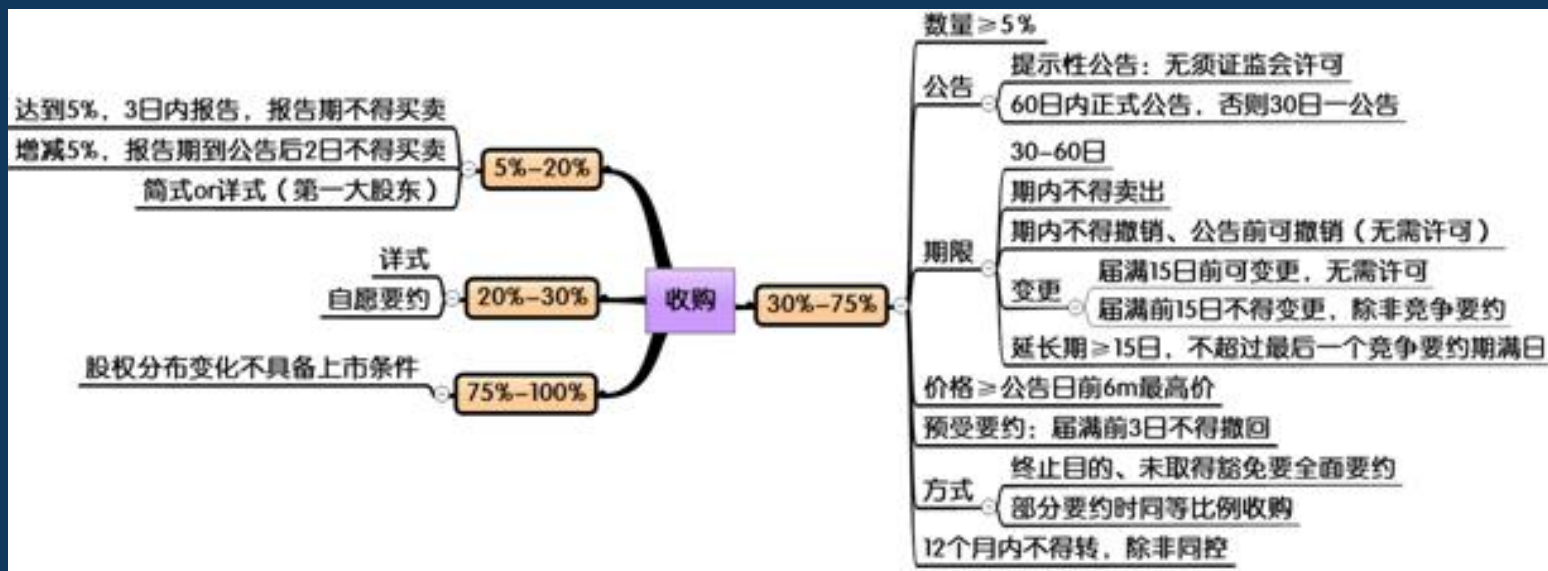 收购
5%-20%
达到5%，3日内报告，报告期不得买卖
增减5%，报告期到公告后2日不得买卖
简式or详式（第一大股东）
20%-30%
详式
自愿要约
75%-100%
股权分布变化不具备上市条件
30%-75%
数量≥5%
公告
提示性公告：无须证监会许可
60日内正式公告，否则30日一公告
期限
30-60日
期内不得卖出
期内不得撤销、公告前可撤销（无需许可）
变更
届满15日前可变更，无需许可
届满前15日不得变更，除非竞争要约
延长期≥15日，不超过最后一个竞争要约期满日
价格≥公告日前6m最高价
预受要约：届满前3日不得撤回
方式
终止目的、未取得豁免要全面要约
部分要约时同等比例收购
12个月内不得转，除非同控